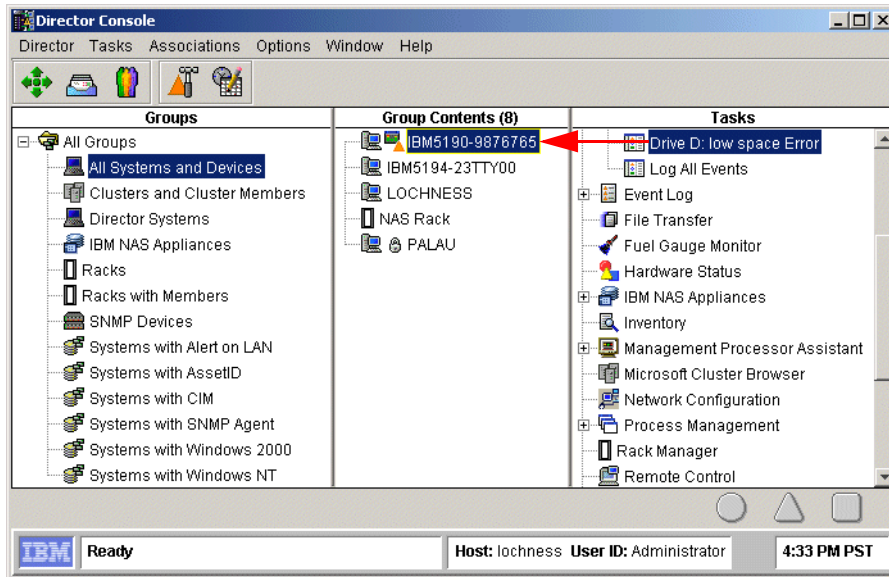 Director Console
Director Tasks Associations Options Window Help
Groups
All Groups
All Systems and Devices
Clusters and Cluster Members
Director Systems
IBM NAS Appliances
Racks
Racks with Members
SNMP Devices
Systems with Alert on LAN
Systems with AssetID
Systems with CIM
Systems with SNMP Agent
Systems with Windows 2000
Systems with Windows NT
Group Contents (8)
IBM5190-9876765
IBM5194-23TTY00
LOCHNESS
NAS Rack
PALAU
Tasks
Drive D: low space Error
Log All Events
Event Log
File Transfer
Fuel Gauge Monitor
Hardware Status
IBM NAS Appliances
Inventory
Management Processor Assistant
Microsoft Cluster Browser
Network Configuration
Process Management
Rack Manager
Remote Control
IBM Ready Host: lochness User ID: Administrator 4:33 PM PST